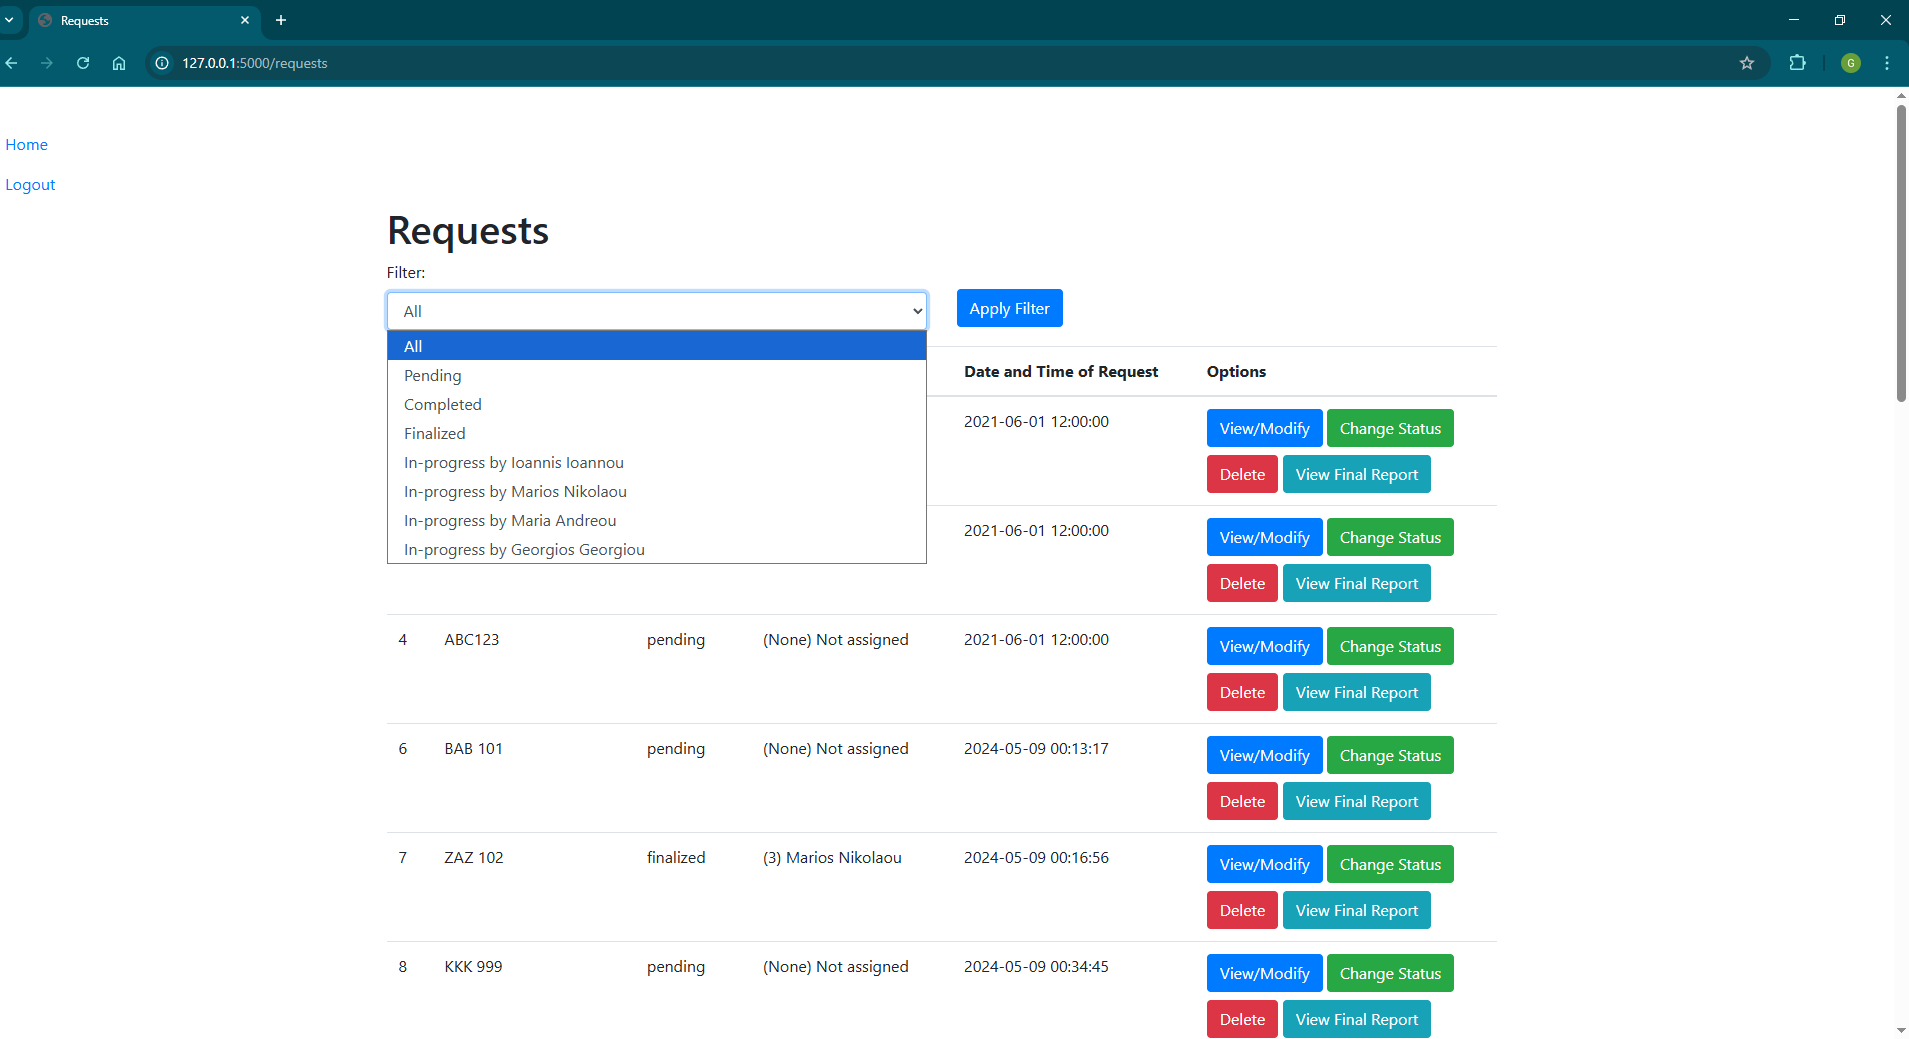 Requests
127.0.0.1:5000/requests
G
Home
Logout
Requests
Filter:
All
Apply Filter
All
Pending
Completed
Finalized
In-progress by Ioannis Ioannou
In-progress by Marios Nikolaou
In-progress by Maria Andreou
In-progress by Georgios Georgiou
Date and Time of Request Options
2021-06-01 12:00:00 View/Modify Change Status
Delete View Final Report
2021-06-01 12:00:00 View/Modify Change Status
Delete View Final Report
4 ABC123 pending (None) Not assigned 2021-06-01 12:00:00 View/Modify Change Status
Delete View Final Report
6 BAB 101 pending (None) Not assigned 2024-05-09 00:13:17 View/Modify Change Status
Delete View Final Report
7 ZAZ 102 finalized (3) Marios Nikolaou 2024-05-09 00:16:56 View/Modify Change Status
Delete View Final Report
8 KKK 999 pending (None) Not assigned 2024-05-09 00:34:45 View/Modify Change Status
Delete View Final Report